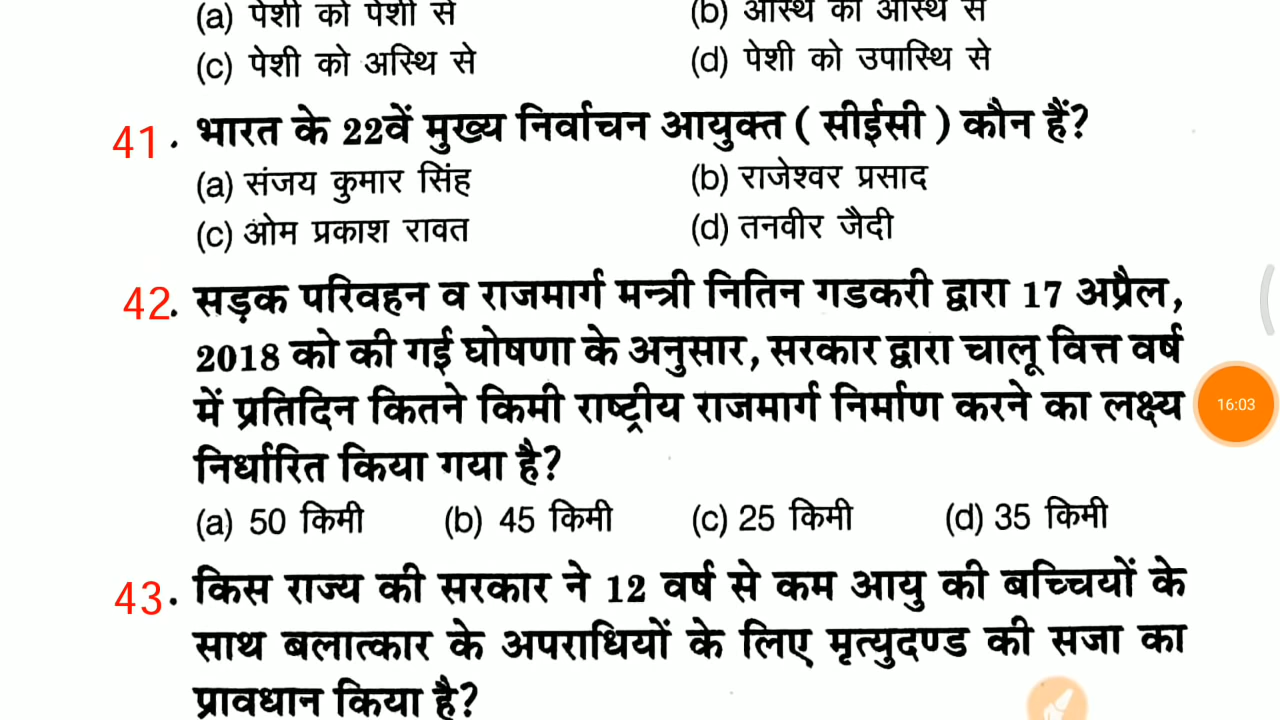 (a) पेशी को पेशी से (b) अस्थि को अस्थि से
(c) पेशी को अस्थि से (d) पेशी को उपास्थि से
41. भारत के 22वें मुख्य निर्वाचन आयुक्त ( सीईसी ) कौन हैं?
(a) संजय कुमार सिंह (b) राजेश्वर प्रसाद
(c) ओम प्रकाश रावत (d) तनवीर जैदी
42. सड़क परिवहन व राजमार्ग मन्त्री नितिन गडकरी द्वारा 17 अप्रैल,
2018 को की गई घोषणा के अनुसार, सरकार द्वारा चालू वित्त वर्ष
में प्रतिदिन कितने किमी राष्ट्रीय राजमार्ग निर्माण करने का लक्ष्य
16:03
निर्धारित किया गया है?
(a) 50 किमी (b) 45 किमी (c) 25 किमी (d) 35 किमी
43. किस राज्य की सरकार ने 12 वर्ष से कम आयु की बच्चियों के
साथ बलात्कार के अपराधियों के लिए मृत्युदण्ड की सजा का
प्रावधान किया है?